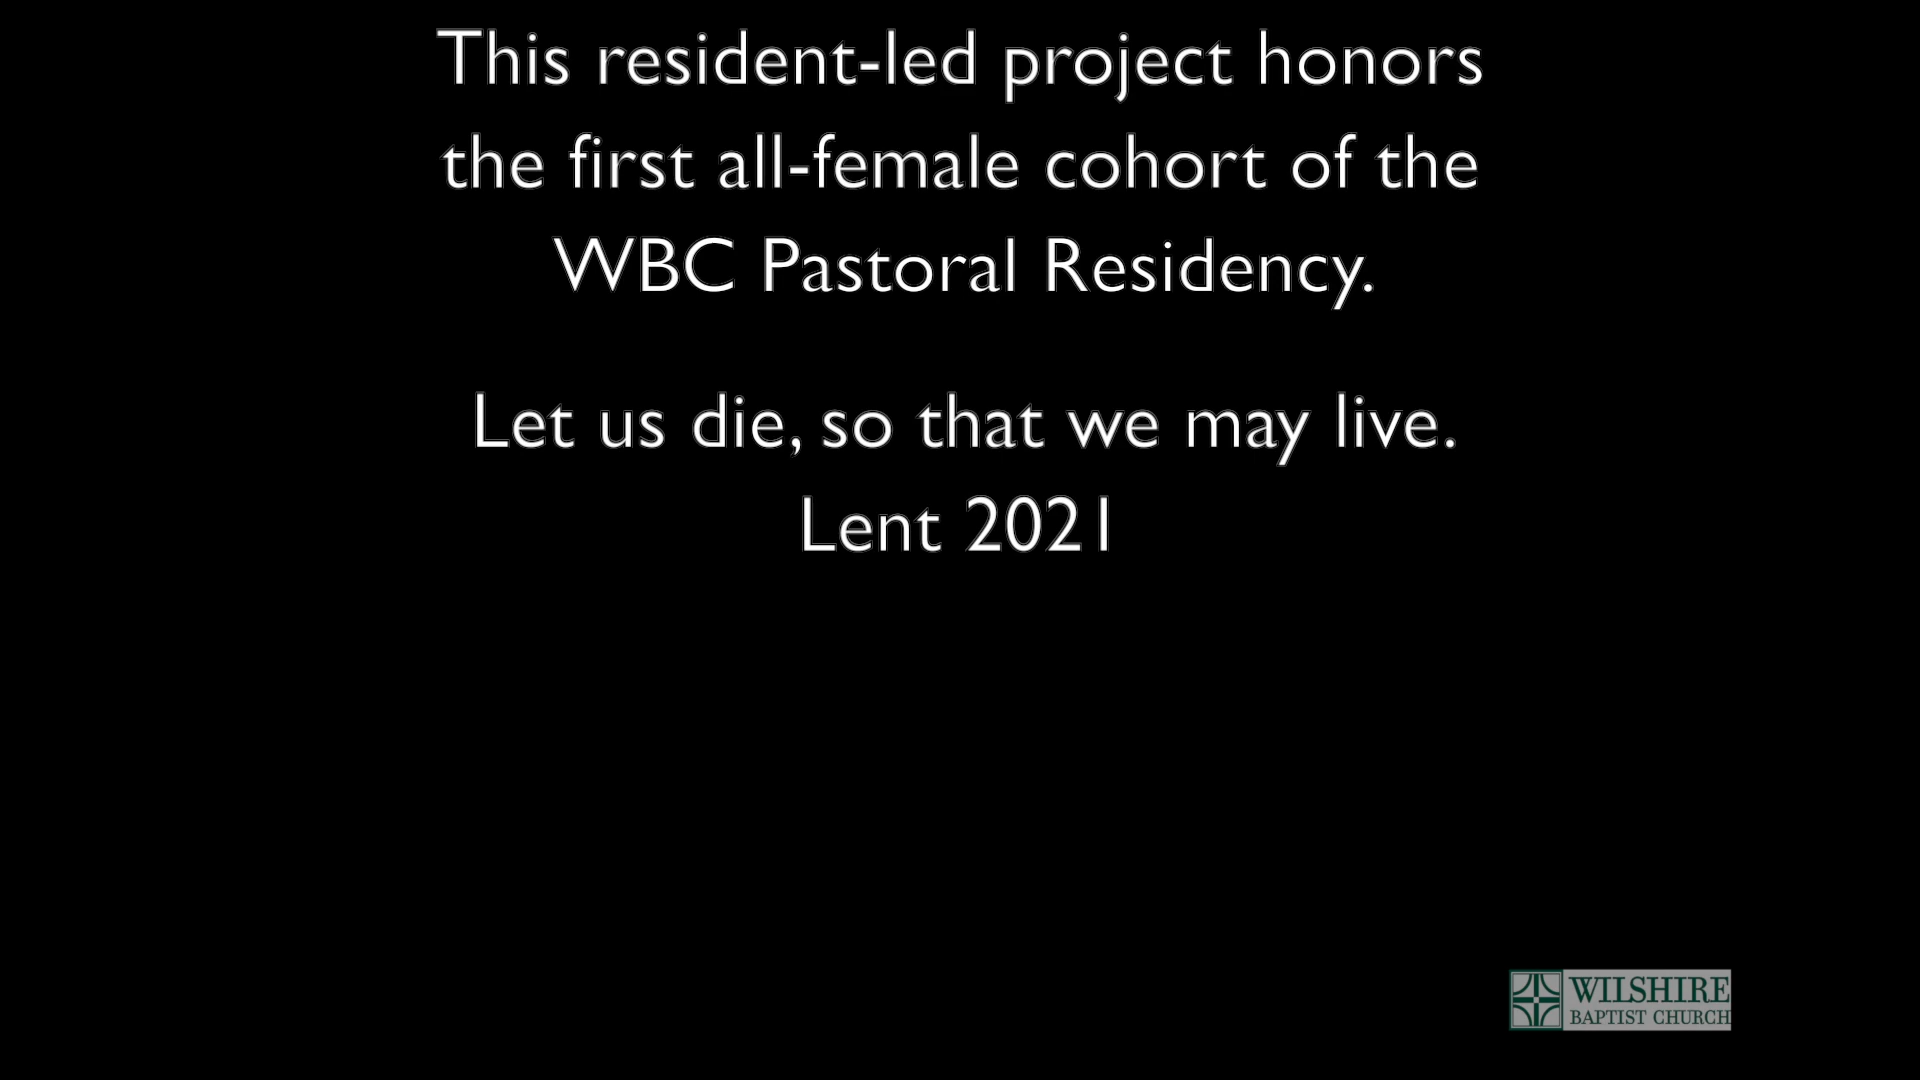 This resident-led project honors
the first all-female cohort of the
WBC Pastoral Residency.
Let us die, so that we may live.
Lent 2021
WILSHIRE
BAPTIST CHURCH